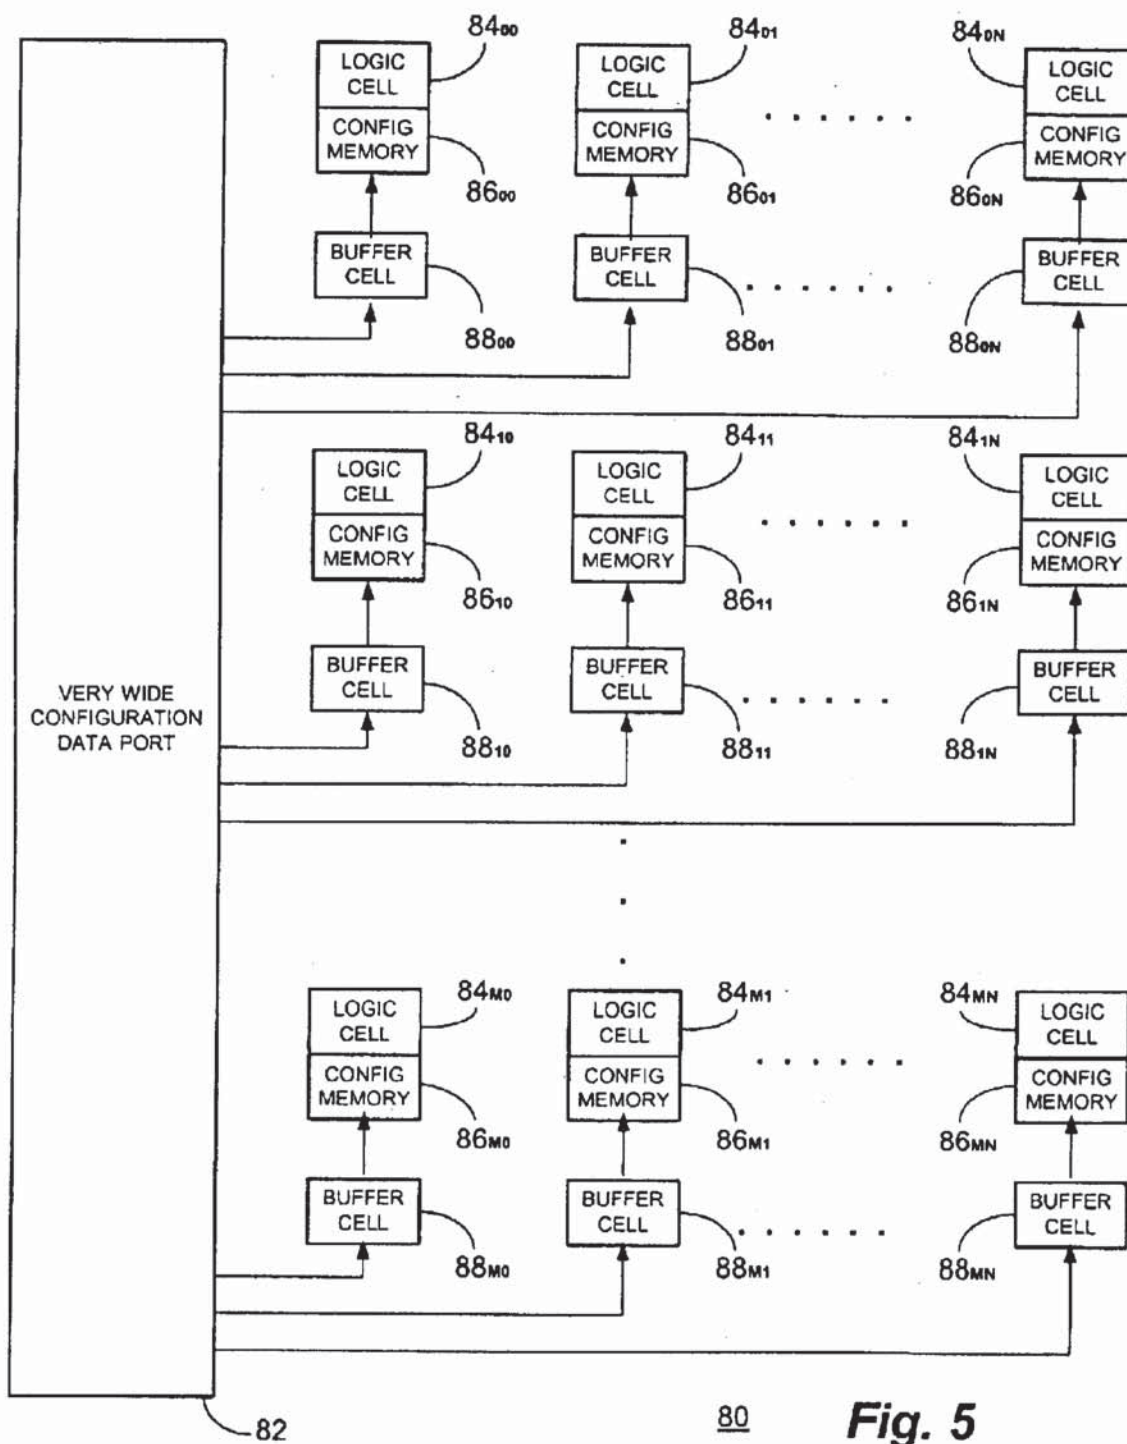 84₀₀
84₀₁
84₀N
LOGIC
CELL
LOGIC
CELL
LOGIC
CELL
CONFIG
MEMORY
CONFIG
MEMORY
CONFIG
MEMORY
86₀₀
86₀₁
86₀N
BUFFER
CELL
BUFFER
CELL
BUFFER
CELL
88₀₀
88₀₁
88₀N
84₁₀
84₁₁
84₁N
LOGIC
CELL
LOGIC
CELL
LOGIC
CELL
CONFIG
MEMORY
CONFIG
MEMORY
CONFIG
MEMORY
86₁₀
86₁₁
86₁N
BUFFER
CELL
BUFFER
CELL
BUFFER
CELL
VERY WIDE
CONFIGURATION
DATA PORT
88₁₀
88₁₁
88₁N
84M₀
84M₁
84MN
LOGIC
CELL
LOGIC
CELL
LOGIC
CELL
CONFIG
MEMORY
CONFIG
MEMORY
CONFIG
MEMORY
86M₀
86M₁
86MN
BUFFER
CELL
BUFFER
CELL
BUFFER
CELL
88M₀
88M₁
88MN
82
80
Fig. 5